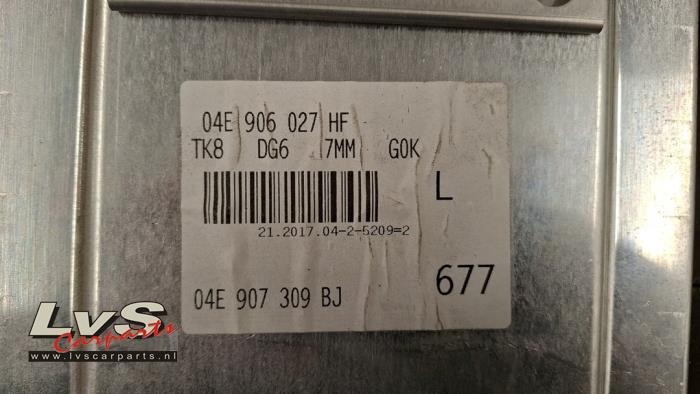 04E 906 027 HF
TK8 DG6 7MM G0K
L
21.2017.04-2-5209=2
04E 907 309 BJ
677
LvS
Carparts
www.lvscarparts.nl